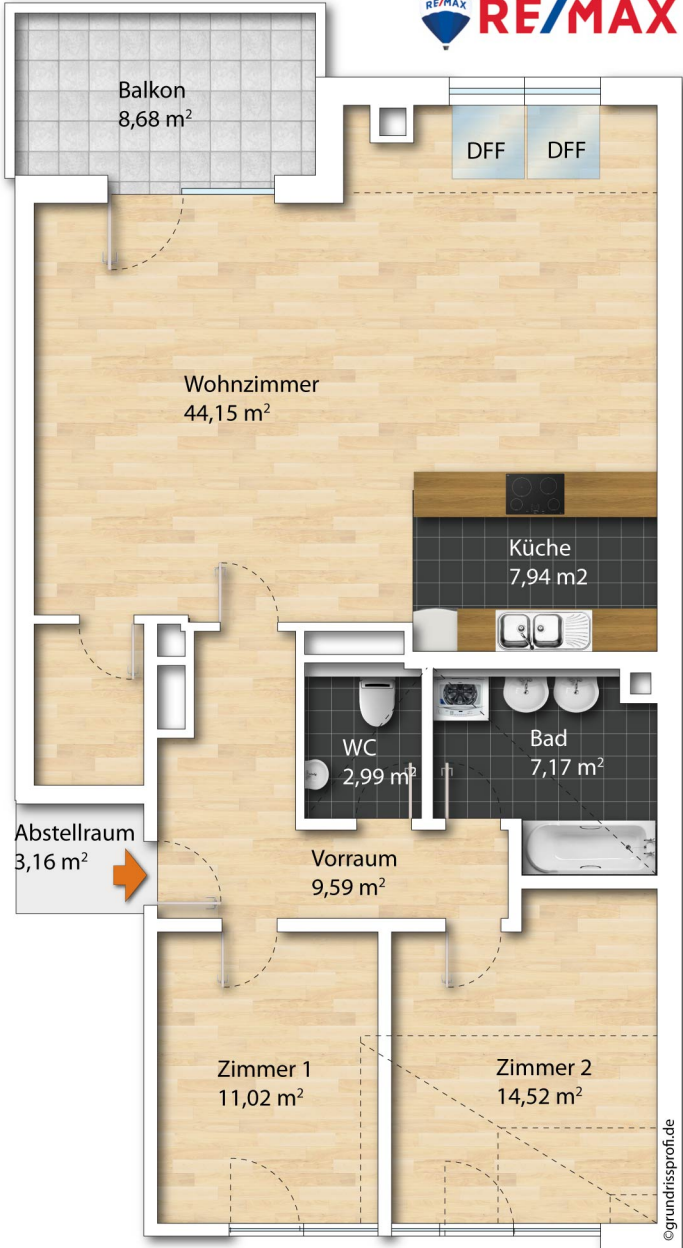 RE/MAX
RE/MAX
Balkon
8,68 m²
DFF
DFF
Wohnzimmer
44,15 m²
Küche
7,94 m2
WC
2,99 m²
Bad
7,17 m²
Abstellraum
3,16 m²
Vorraum
9,59 m²
Zimmer 1
11,02 m²
Zimmer 2
14,52 m²
©grundrissprofi.de